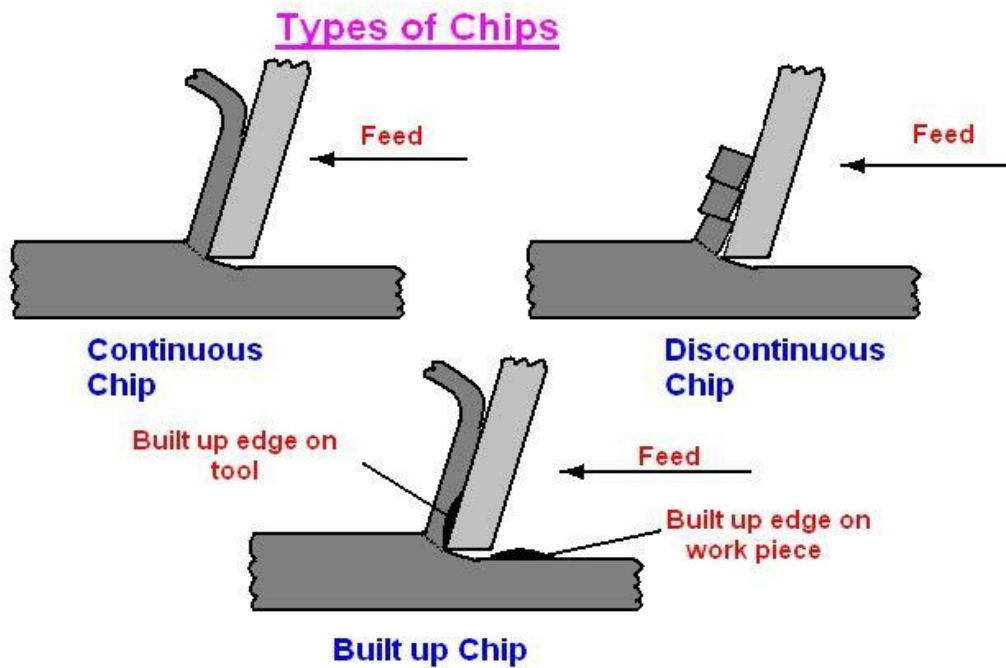 Types of Chips
Feed
Feed
Continuous
Chip
Discontinuous
Chip
Built up edge on
tool
Feed
Built up edge on
work piece
Built up Chip